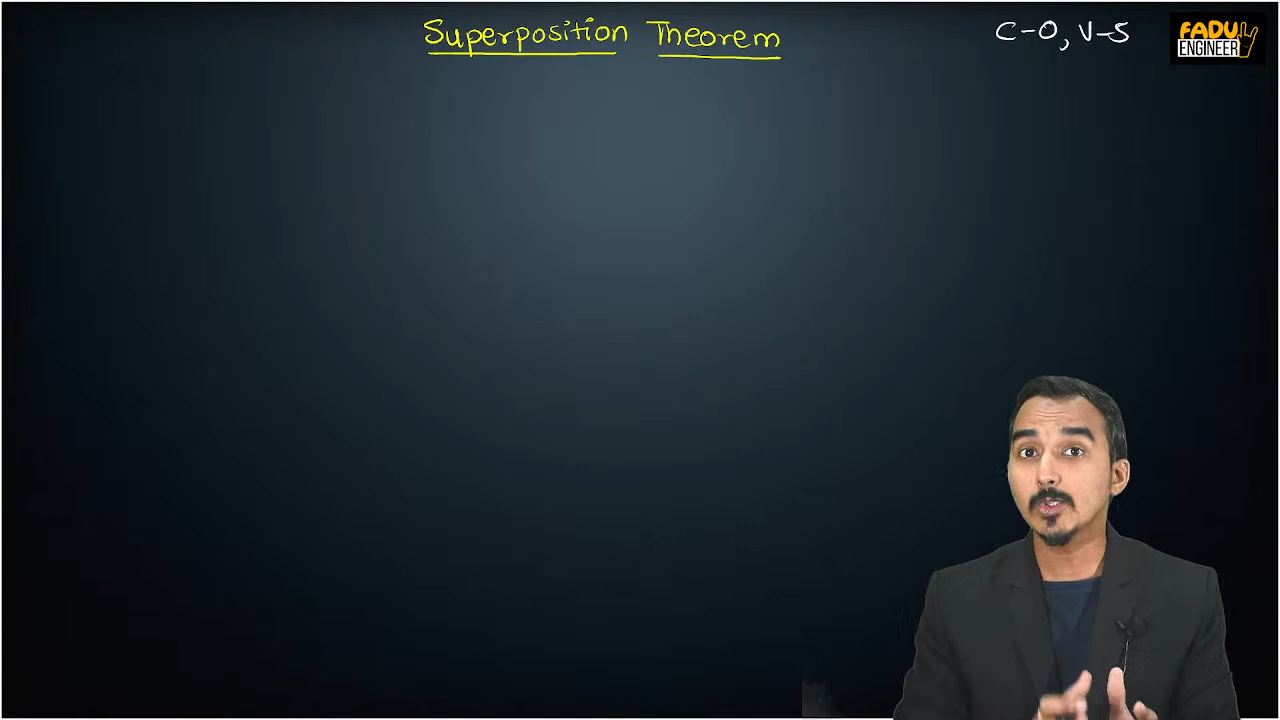 Superposition Theorem
C-O, V-S
FADU
ENGINEER